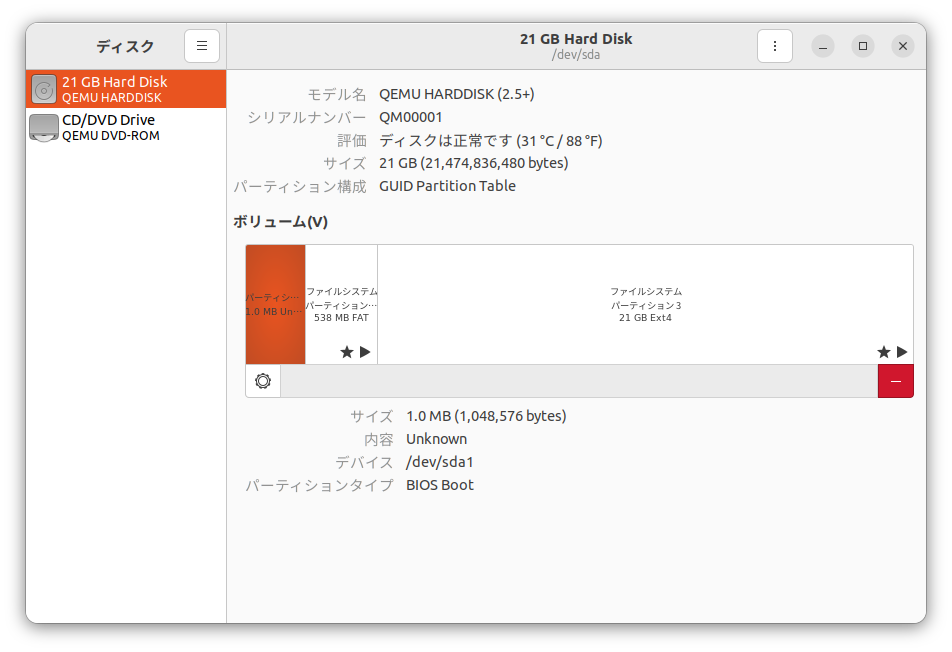 ディスク
21 GB Hard Disk
/dev/sda
21 GB Hard Disk
QEMU HARDDISK
CD/DVD Drive
QEMU DVD-ROM
モデル名 QEMU HARDDISK (2.5+)
シリアルナンバー QM00001
評価 ディスクは正常です (31 °C / 88 °F)
サイズ 21 GB (21,474,836,480 bytes)
パーティション構成 GUID Partition Table
ボリューム(V)
パーティシ…
1.0 MB Un…
ファイルシステム
パーティション…
538 MB FAT
ファイルシステム
パーティション 3
21 GB Ext4
サイズ 1.0 MB (1,048,576 bytes)
内容 Unknown
デバイス /dev/sda1
パーティションタイプ BIOS Boot